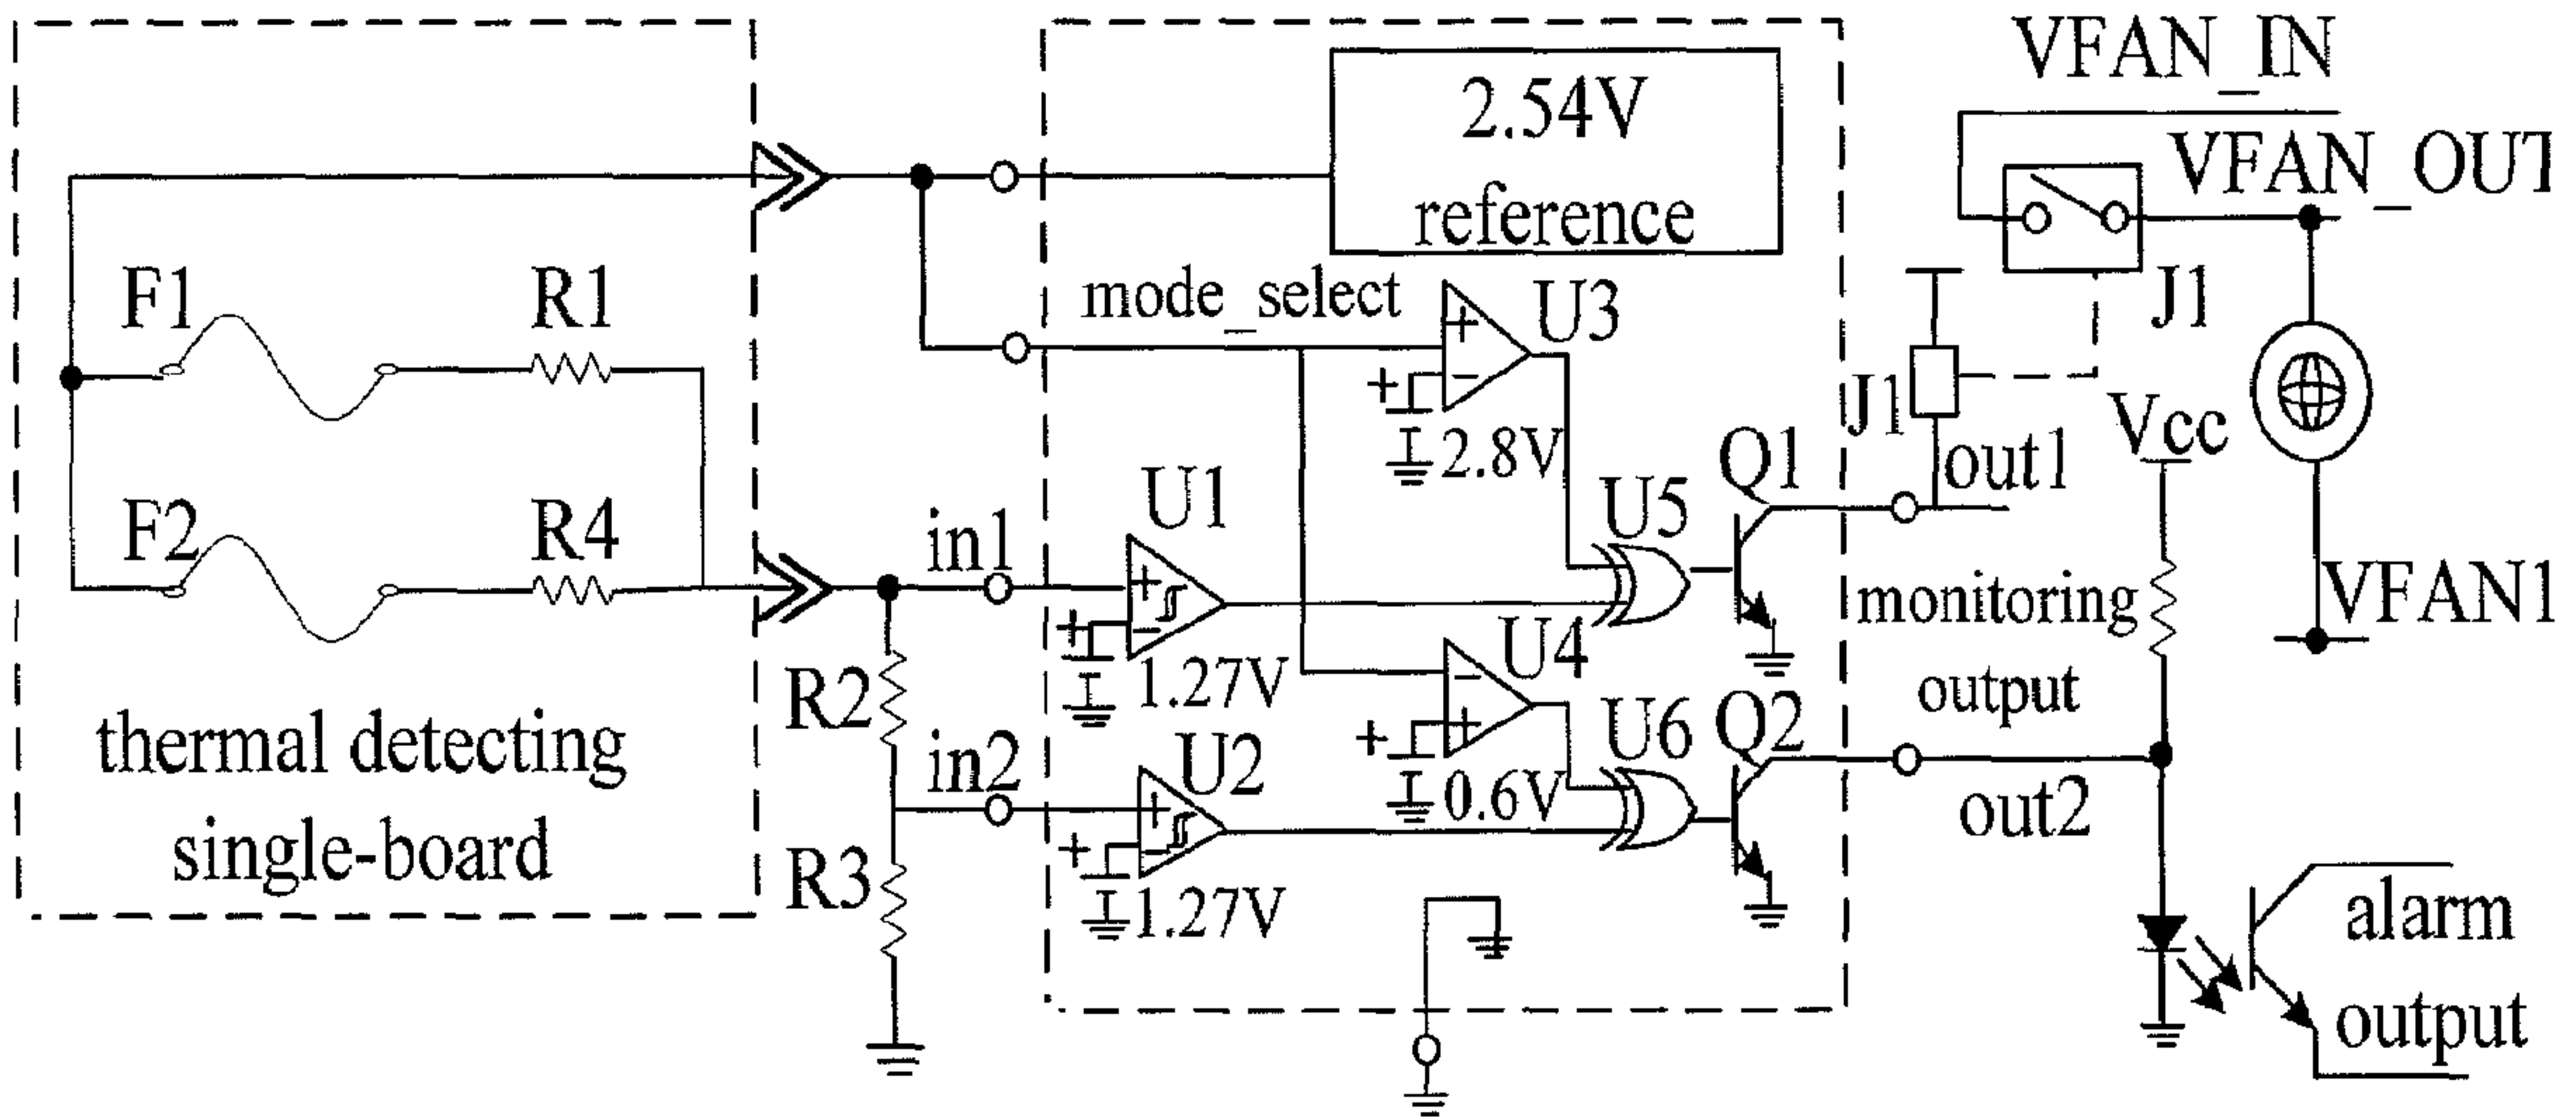 VFAN_IN
2.54V
reference
VFAN_OUT
F1
R1
mode_select
+
U3
J1
−
+
2.8V
J1
Vcc
out1
Q1
U1
U5
F2
R4
in1
+
−
+
1.27V
monitoring
output
VFAN1
U4
−
+
+
0.6V
R2
thermal detecting
single-board
in2
U2
U6
Q2
+
−
+
1.27V
out2
R3
alarm
output